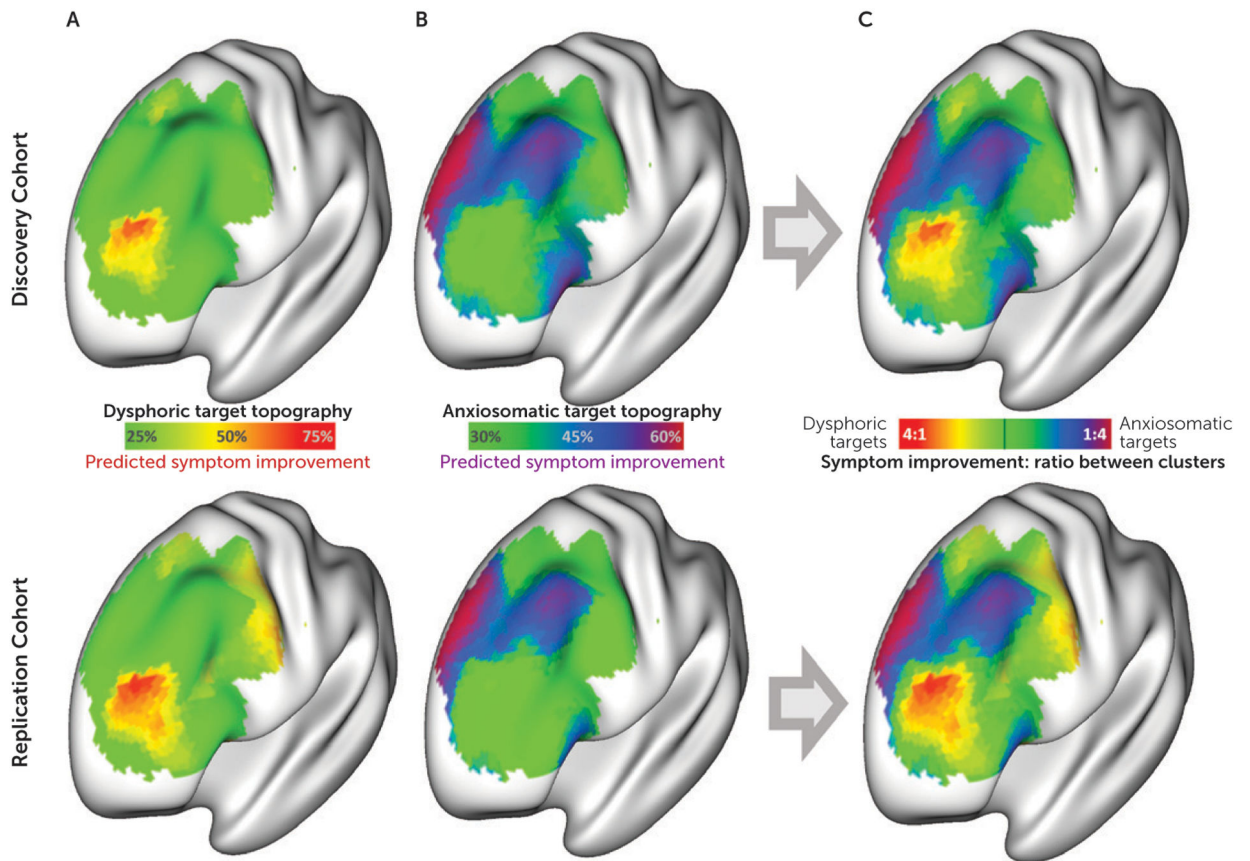 A
B
C
Discovery Cohort
Dysphoric target topography
25% 50% 75%
Predicted symptom improvement
Anxiosomatic target topography
30% 45% 60%
Predicted symptom improvement
Dysphoric
targets
4:1 1:4
Anxiosomatic
targets
Symptom improvement: ratio between clusters
Replication Cohort